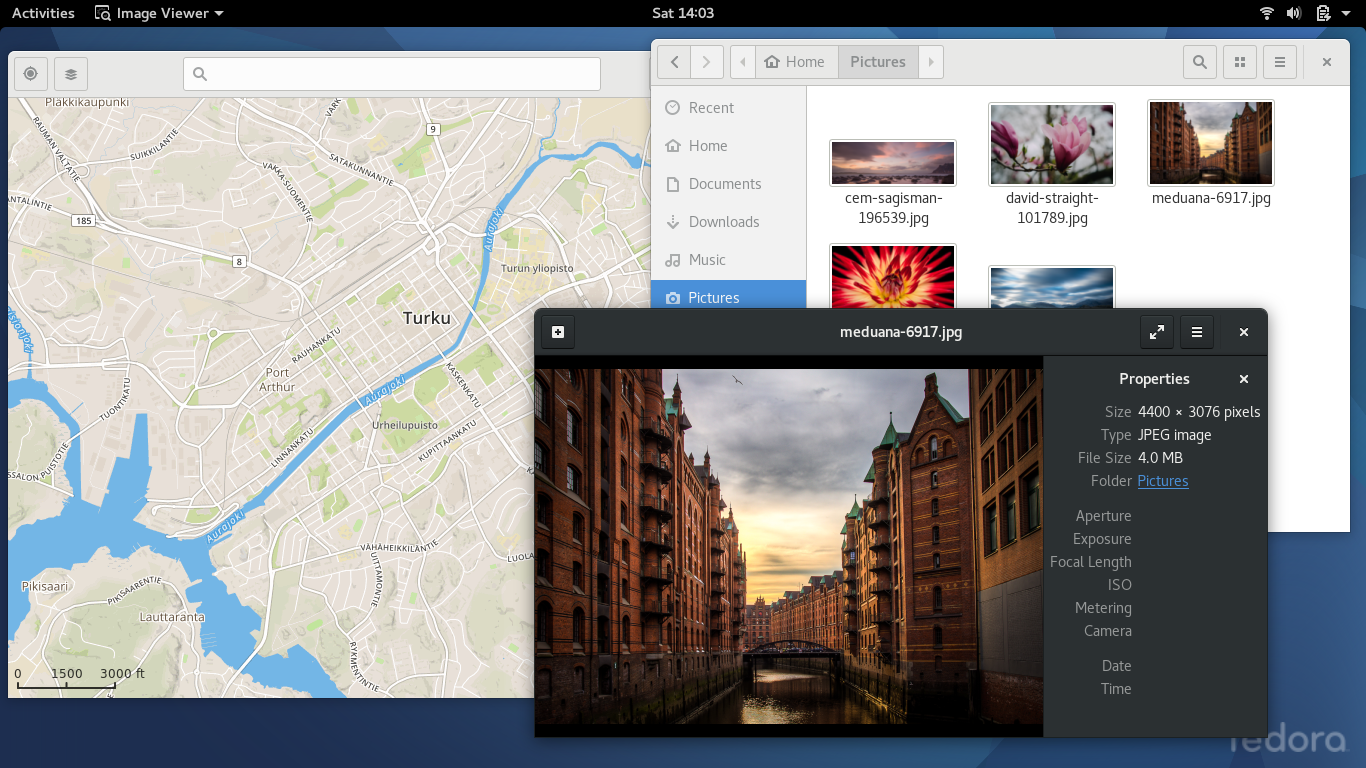 Activities
Image Viewer
Sat 14:03
Home
Pictures
Recent
Home
Documents
Downloads
Music
Pictures
cem-sagisman-
196539.jpg
david-straight-
101789.jpg
meduana-6917.jpg
Pläkkikaupunki
RAUMAN VALTATIE
SUIKKILANTIE
VAKKA-SUOMENTIE
SATAKUNNANTIE
9
185
8
Aurajoki
Turun yliopisto
Turku
RAUHANKATU
Port
Arthur
Aurajoki
KASKENKATU
TUONTIKATU
Urheilupuisto
LINNANKATU
KUPITTAANKATU
Aurajoki
VÄHÄHEIKKILÄNTIE
UITTAMONTIE
Pikisaari
PIKISAARENTIE
Lauttaranta
RYKMENTINTIE
0 1500 3000 ft
meduana-6917.jpg
Properties
Size 4400 × 3076 pixels
Type JPEG image
File Size 4.0 MB
Folder Pictures
Aperture
Exposure
Focal Length
ISO
Metering
Camera
Date
Time
fedora